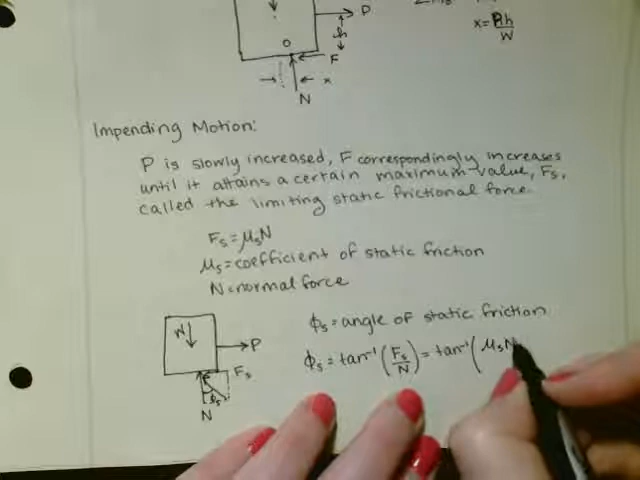 P
h
O
F
x
N
x = Ph/W
Impending Motion:
P is slowly increased, F correspondingly increases
until it attains a certain maximum value, Fs,
called the limiting static frictional force.
Fs = μsN
μs = coefficient of static friction
N = normal force
W
P
Fs
ϕs
N
ϕs = angle of static friction
ϕs = tan⁻¹ (Fs/N) = tan⁻¹ (μsN